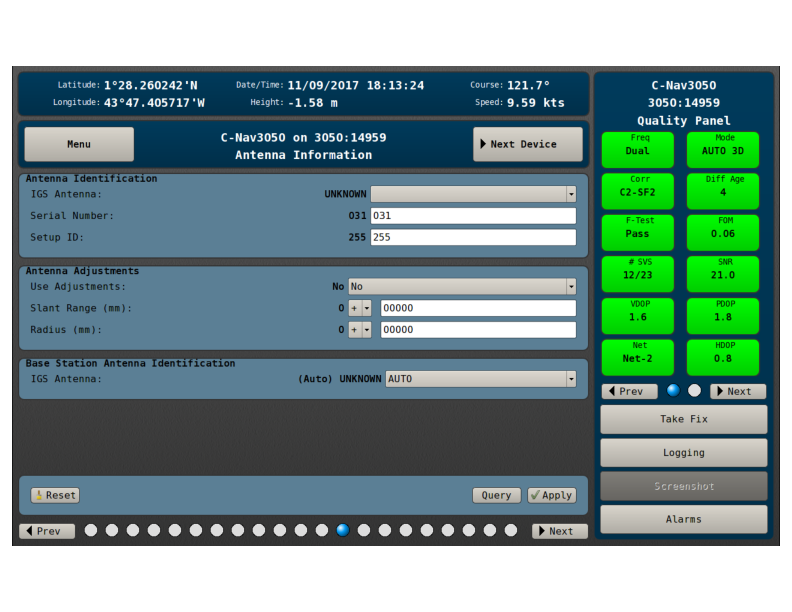 Latitude: 1°28.260242'N Date/Time: 11/09/2017 18:13:24 Course: 121.7°
Longitude: 43°47.405717'W Height: -1.58 m Speed: 9.59 kts
Menu
C-Nav3050 on 3050:14959
Antenna Information
Next Device
Antenna Identification
IGS Antenna: UNKNOWN
Serial Number: 031 031
Setup ID: 255 255
Antenna Adjustments
Use Adjustments: No No
Slant Range (mm): 0 + 00000
Radius (mm): 0 + 00000
Base Station Antenna Identification
IGS Antenna: (Auto) UNKNOWN AUTO
Reset Query Apply
Prev Next
C-Nav3050
3050:14959
Quality Panel
Freq Mode
Dual AUTO 3D
Corr Diff Age
C2-SF2 4
F-Test FOM
Pass 0.06
# SVS SNR
12/23 21.0
VDOP PDOP
1.6 1.8
Net HDOP
Net-2 0.8
Prev Next
Take Fix
Logging
Screenshot
Alarms